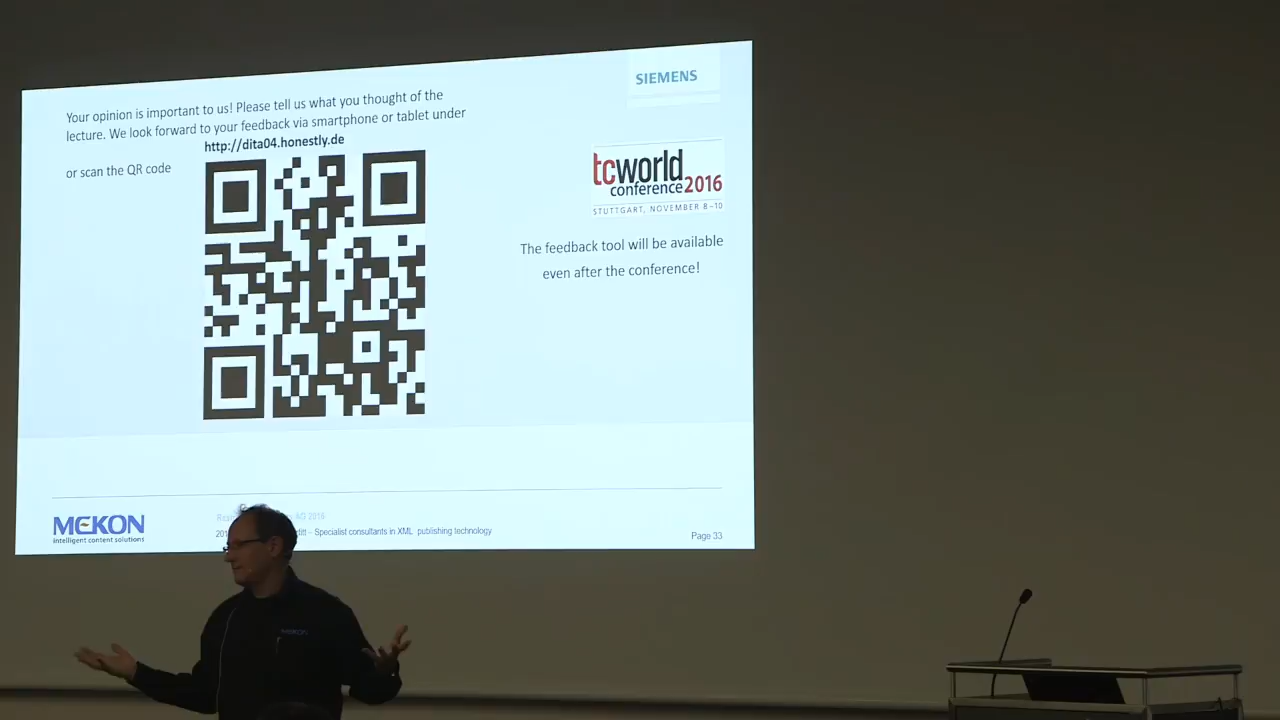 SIEMENS
Your opinion is important to us! Please tell us what you thought of the
lecture. We look forward to your feedback via smartphone or tablet under
http://dita04.honestly.de
or scan the QR code
tcworld
conference 2016
STUTTGART, NOVEMBER 8-10
The feedback tool will be available
even after the conference!
MEKON
intelligent content solutions
AG 2016
– Specialist consultants in XML publishing technology
Page 33
MEKON